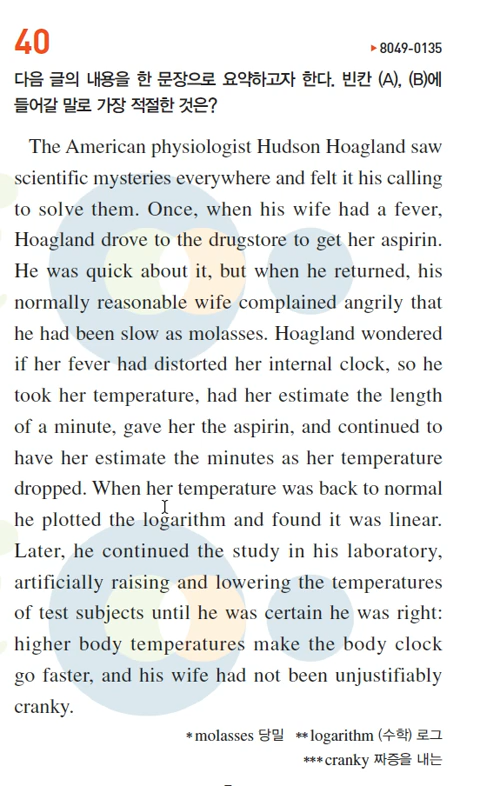 40
▶8049-0135
다음 글의 내용을 한 문장으로 요약하고자 한다. 빈칸 (A), (B)에
들어갈 말로 가장 적절한 것은?
The American physiologist Hudson Hoagland saw
scientific mysteries everywhere and felt it his calling
to solve them. Once, when his wife had a fever,
Hoagland drove to the drugstore to get her aspirin.
He was quick about it, but when he returned, his
normally reasonable wife complained angrily that
he had been slow as molasses. Hoagland wondered
if her fever had distorted her internal clock, so he
took her temperature, had her estimate the length
of a minute, gave her the aspirin, and continued to
have her estimate the minutes as her temperature
dropped. When her temperature was back to normal
he plotted the logarithm and found it was linear.
Later, he continued the study in his laboratory,
artificially raising and lowering the temperatures
of test subjects until he was certain he was right:
higher body temperatures make the body clock
go faster, and his wife had not been unjustifiably
cranky.
*molasses 당밀 **logarithm (수학) 로그
***cranky 짜증을 내는